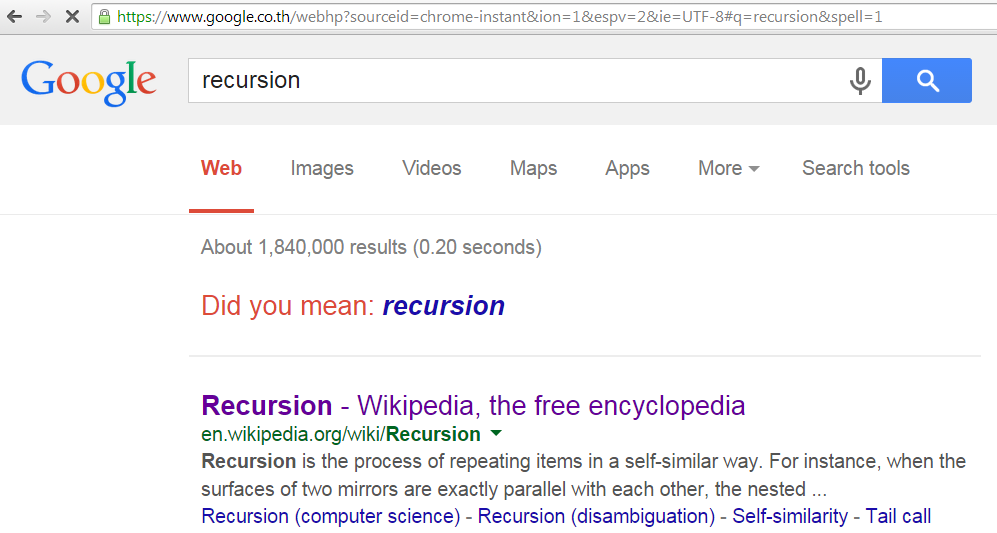 https://www.google.co.th/webhp?sourceid=chrome-instant&ion=1&espv=2&ie=UTF-8#q=recursion&spell=1
Google recursion
Web Images Videos Maps Apps More Search tools
About 1,840,000 results (0.20 seconds)
Did you mean: recursion
Recursion - Wikipedia, the free encyclopedia
en.wikipedia.org/wiki/Recursion
Recursion is the process of repeating items in a self-similar way. For instance, when the
surfaces of two mirrors are exactly parallel with each other, the nested ...
Recursion (computer science) - Recursion (disambiguation) - Self-similarity - Tail call